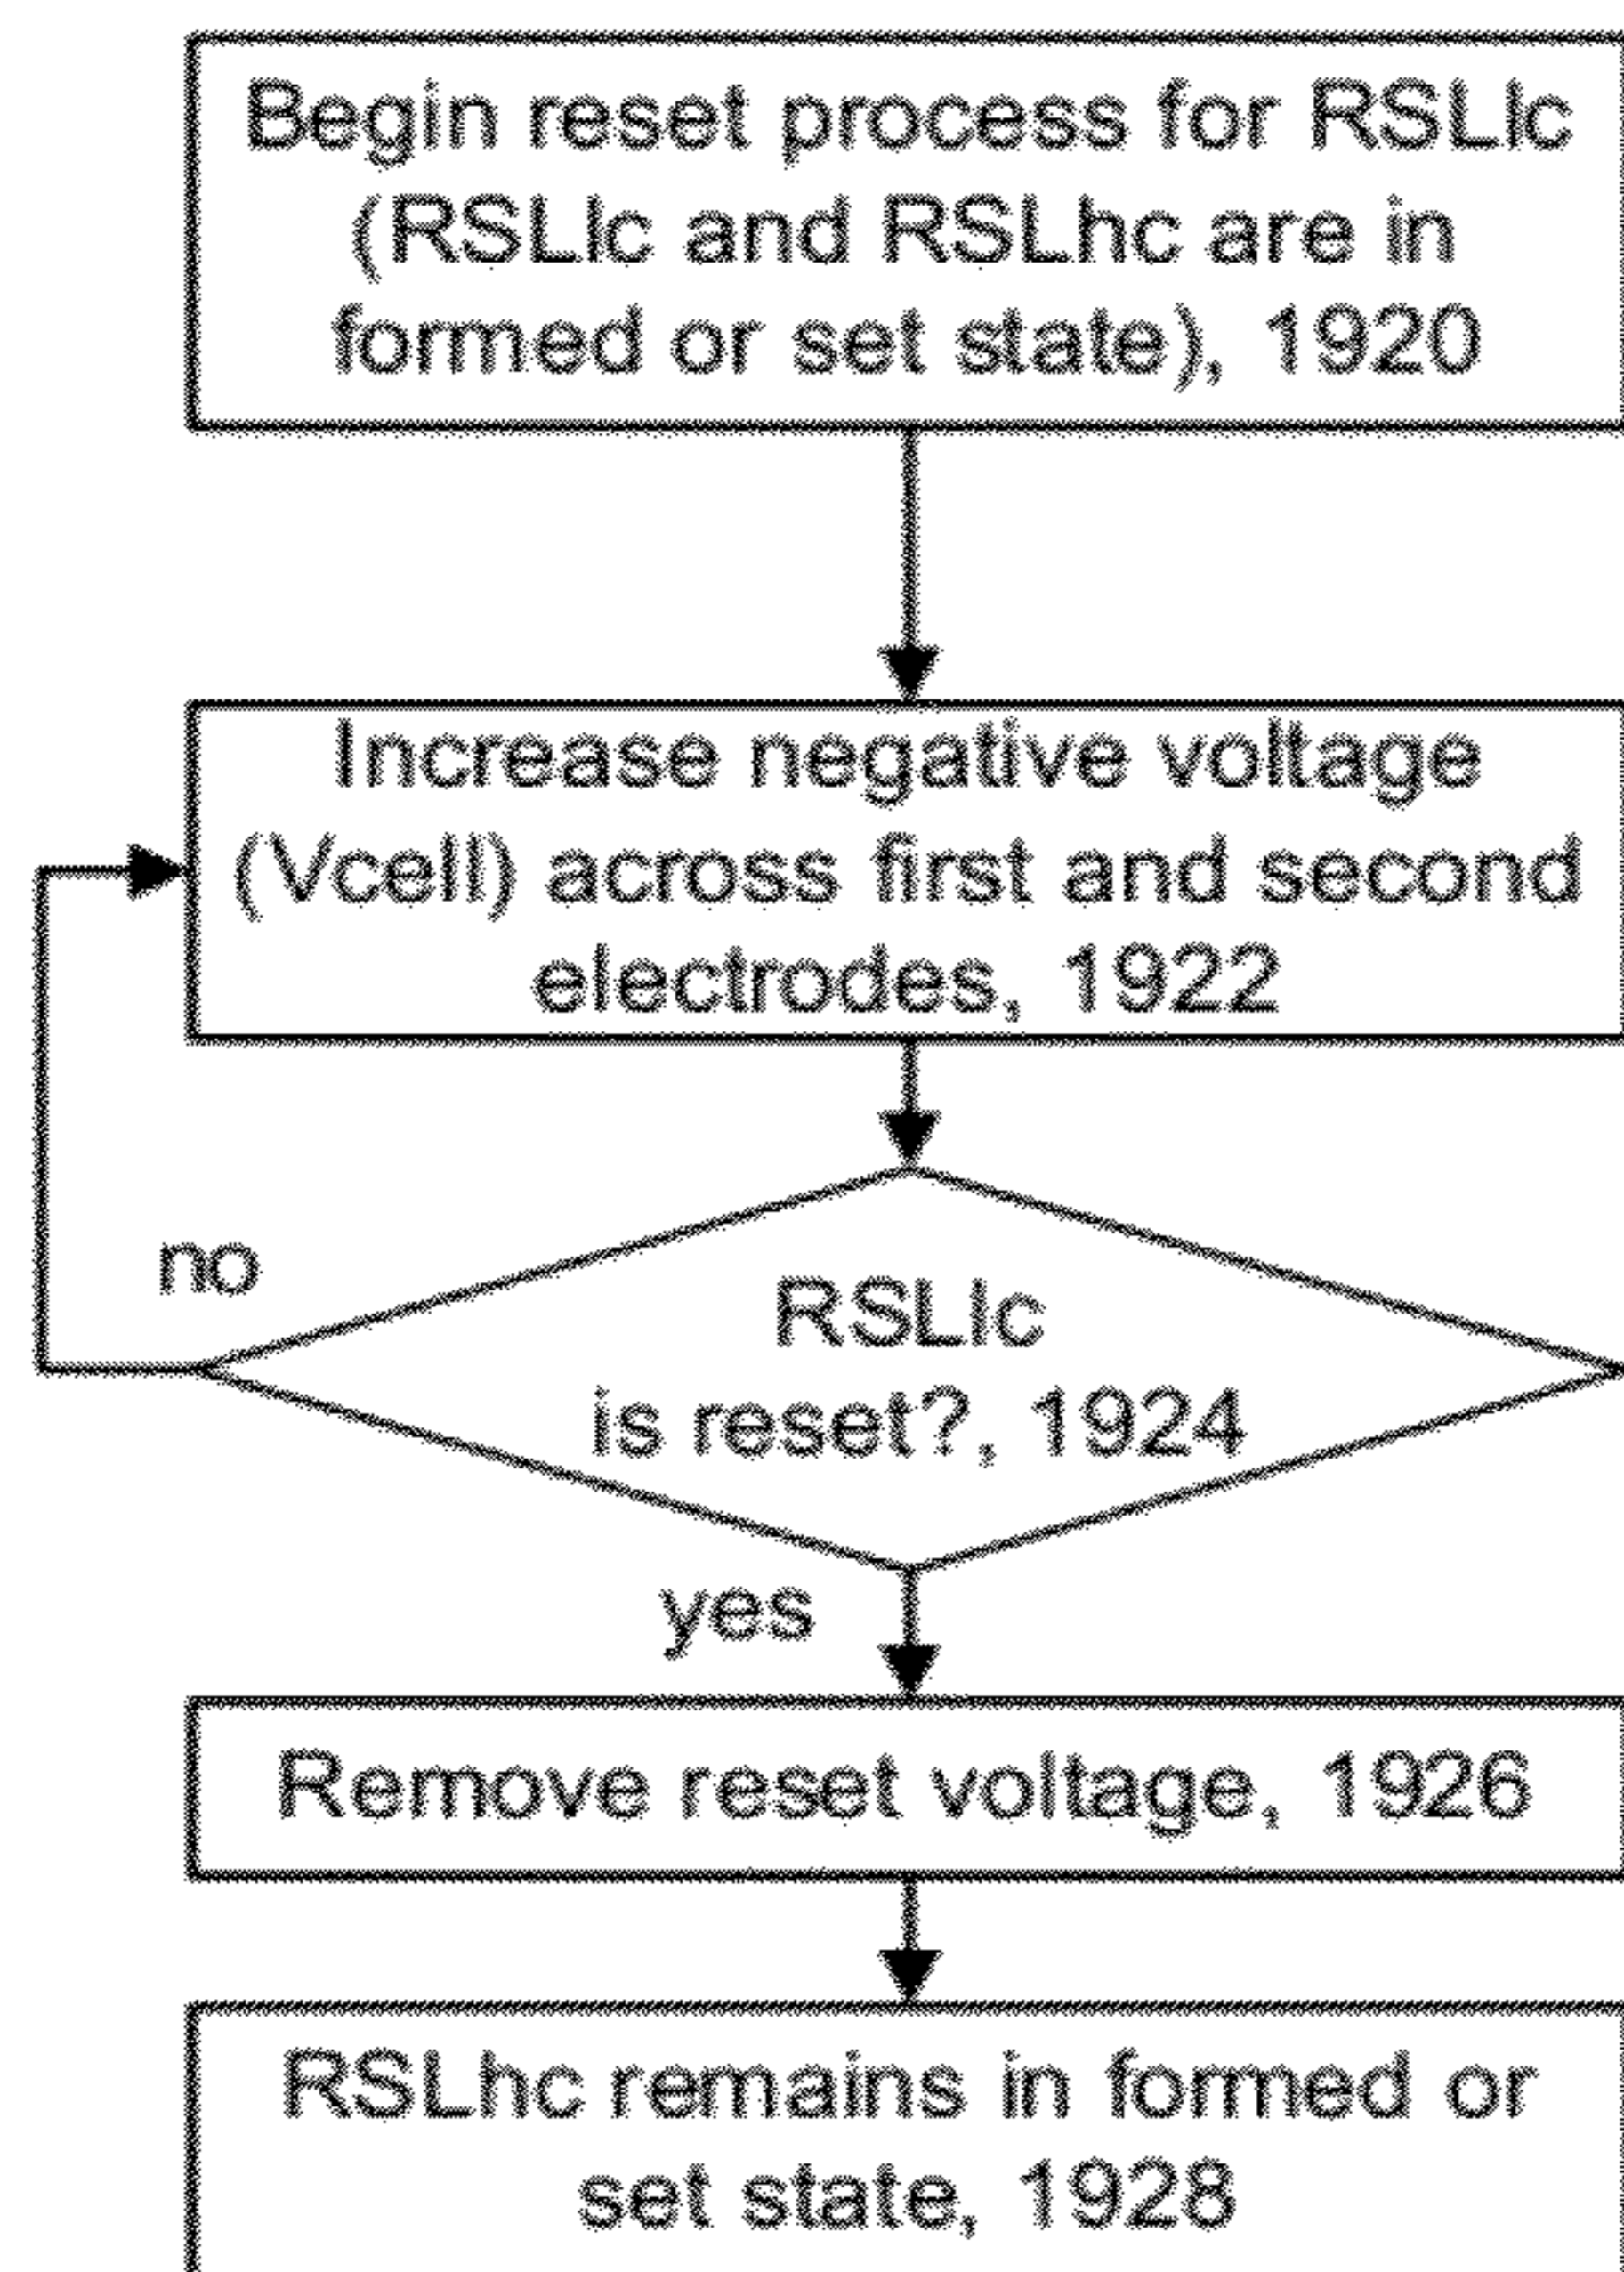 Begin reset process for RSLlc
(RSLlc and RSLhc are in
formed or set state), 1920
Increase negative voltage
(Vcell) across first and second
electrodes, 1922
no
RSLlc
is reset?, 1924
yes
Remove reset voltage, 1926
RSLhc remains in formed or
set state, 1928